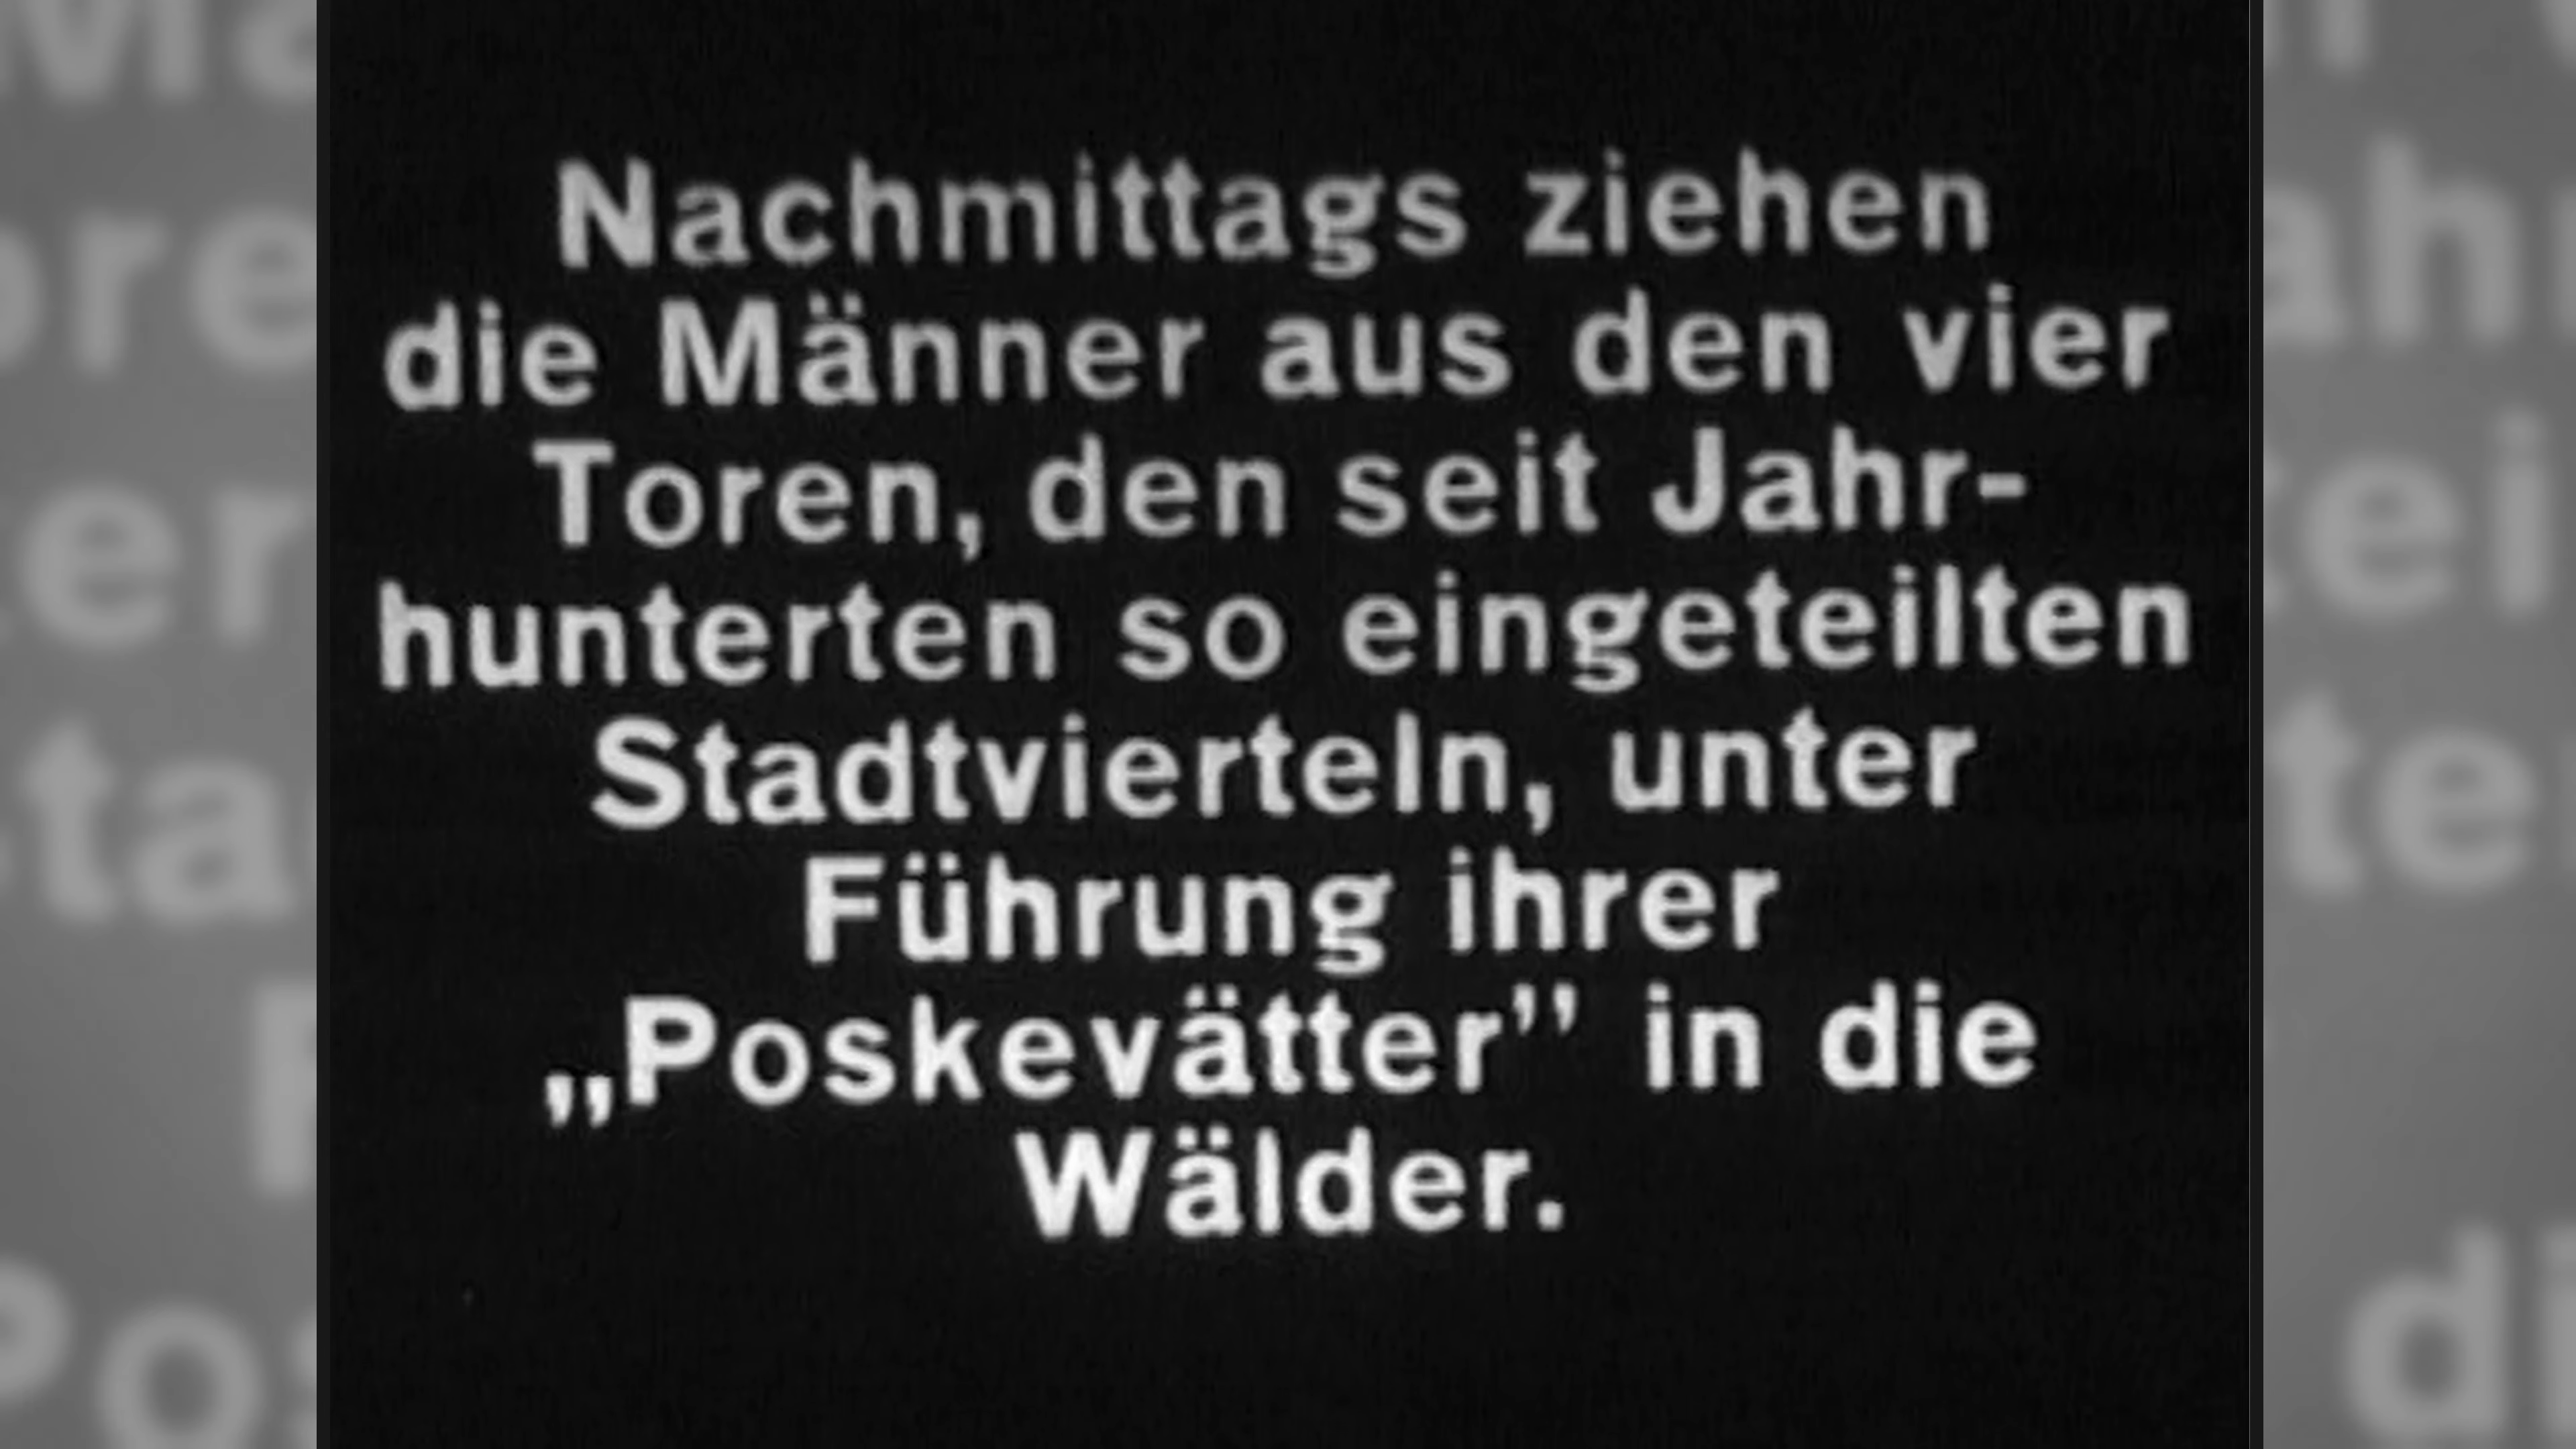 Nachmittags ziehen
die Männer aus den vier
Toren, den seit Jahr-
hunterten so eingeteilten
Stadtvierteln, unter
Führung ihrer
„Poskevätter" in die
Wälder.